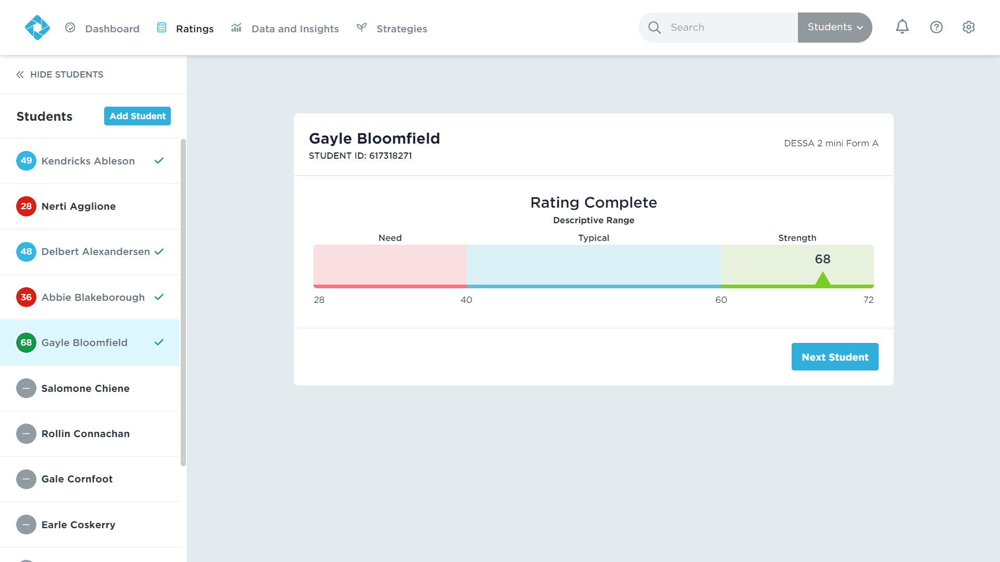 Dashboard
Ratings
Data and Insights
Strategies
Search
Students
HIDE STUDENTS
Students
Add Student
49 Kendricks Ableson
28 Nerti Agglione
48 Delbert Alexandersen
36 Abbie Blakeborough
68 Gayle Bloomfield
Salomone Chiene
Rollin Connachan
Gale Cornfoot
Earle Coskerry
Gayle Bloomfield
STUDENT ID: 617318271
DESSA 2 mini Form A
Rating Complete
Descriptive Range
Need Typical Strength
68
28 40 60 72
Next Student